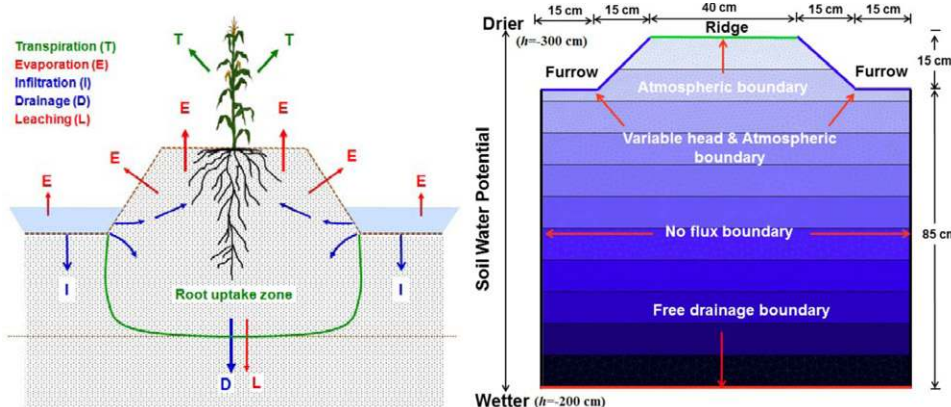 Transpiration (T)
Evaporation (E)
Infiltration (I)
Drainage (D)
Leaching (L)
T
T
E
E
E
E
E
E
I
I
Root uptake zone
D
L
15 cm
15 cm
40 cm
15 cm
15 cm
Drier
(h=-300 cm)
Ridge
Furrow
Furrow
15 cm
Atmospheric boundary
Variable head & Atmospheric
boundary
Soil Water Potential
No flux boundary
85 cm
Free drainage boundary
Wetter (h=-200 cm)